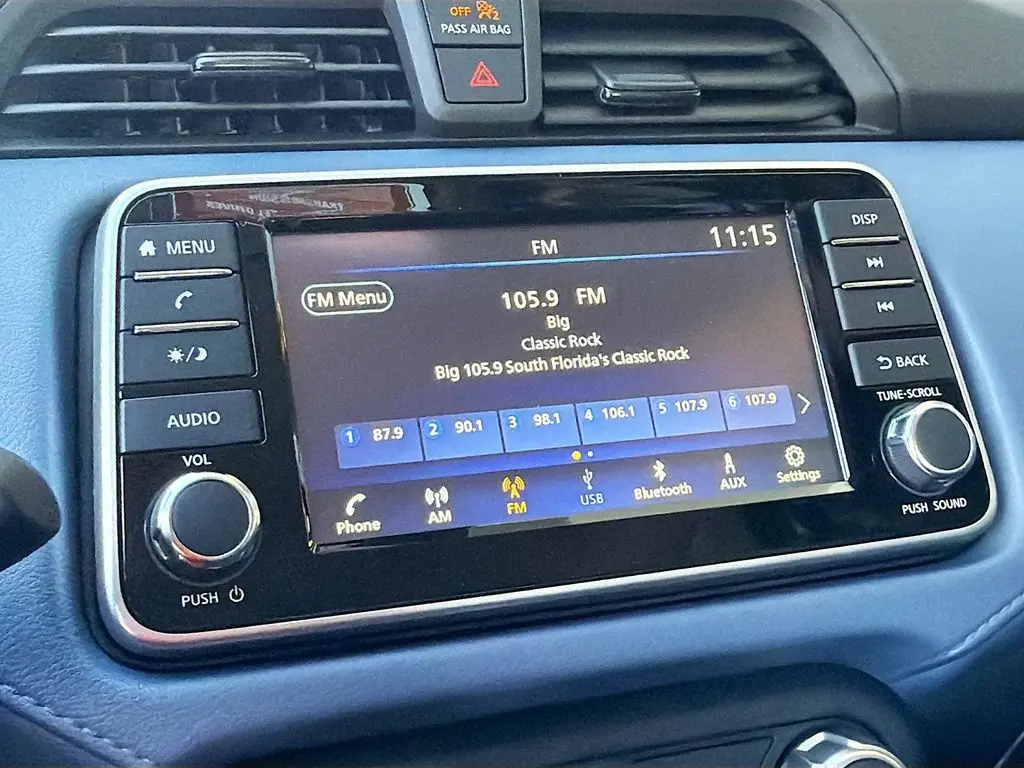 OFF 2
PASS AIR BAG
MENU
AUDIO
VOL
PUSH
FM
11:15
FM Menu
105.9 FM
Big
Classic Rock
Big 105.9 South Florida's Classic Rock
1 87.9 2 90.1 3 98.1 4 106.1 5 107.9 6 107.9
Phone AM FM USB Bluetooth AUX Settings
DISP
BACK
TUNE·SCROLL
PUSH SOUND